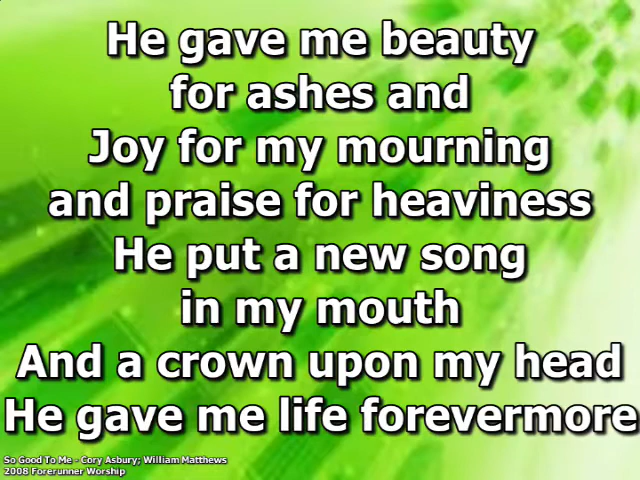 He gave me beauty
for ashes and
Joy for my mourning
and praise for heaviness
He put a new song
in my mouth
And a crown upon my head
He gave me life forevermore
So Good To Me - Cory Asbury; William Matthews
2008 Forerunner Worship